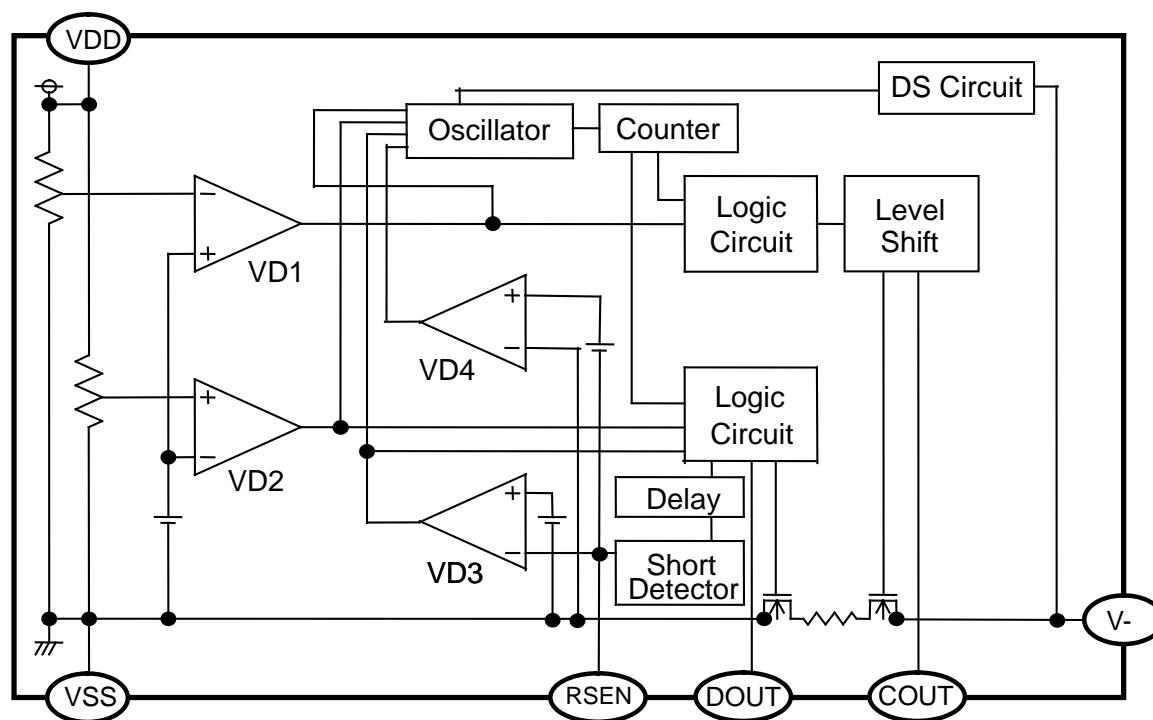 VDD
DS Circuit
Oscillator
Counter
−
+
VD1
Logic
Circuit
Level
Shift
+
−
VD4
+
−
VD2
Logic
Circuit
Delay
+
−
VD3
Short
Detector
V-
VSS
RSEN
DOUT
COUT